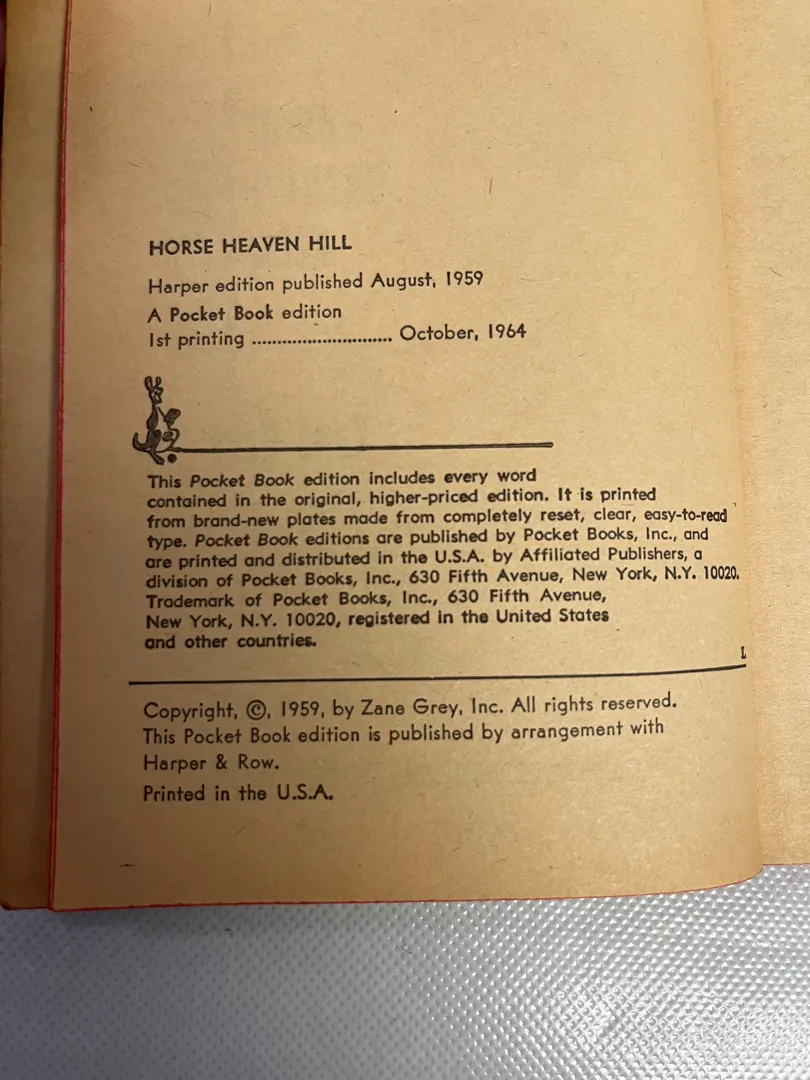 HORSE HEAVEN HILL
Harper edition published August, 1959
A Pocket Book edition
1st printing ............................ October, 1964
This Pocket Book edition includes every word
contained in the original, higher-priced edition. It is printed
from brand-new plates made from completely reset, clear, easy-to-read
type. Pocket Book editions are published by Pocket Books, Inc., and
are printed and distributed in the U.S.A. by Affiliated Publishers, a
division of Pocket Books, Inc., 630 Fifth Avenue, New York, N.Y. 10020.
Trademark of Pocket Books, Inc., 630 Fifth Avenue,
New York, N.Y. 10020, registered in the United States
and other countries.
L
Copyright, ©, 1959, by Zane Grey, Inc. All rights reserved.
This Pocket Book edition is published by arrangement with
Harper & Row.
Printed in the U.S.A.